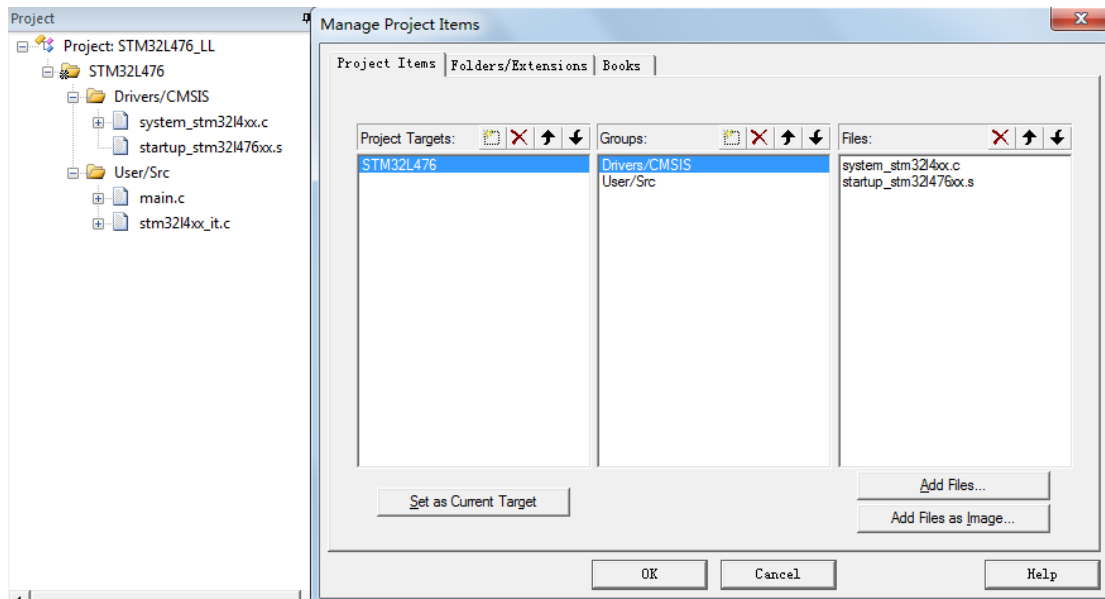 Project
Project: STM32L476_LL
STM32L476
Drivers/CMSIS
system_stm32l4xx.c
startup_stm32l476xx.s
User/Src
main.c
stm32l4xx_it.c
Manage Project Items
Project Items Folders/Extensions Books
Project Targets: Groups: Files:
STM32L476 Drivers/CMSIS system_stm32l4xx.c
User/Src startup_stm32l476xx.s
Set as Current Target
Add Files...
Add Files as Image...
OK Cancel Help